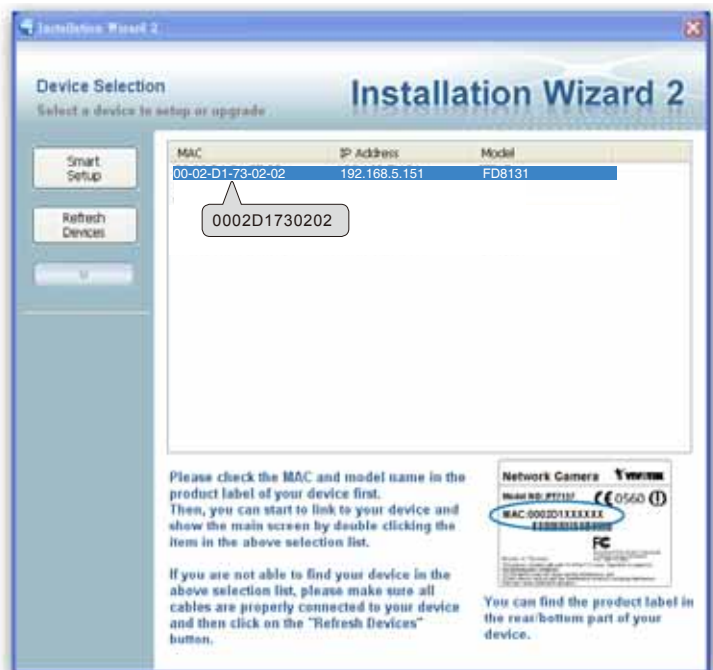 Installation Wizard 2
Device Selection
Select a device to setup or upgrade
Installation Wizard 2
Smart
Setup
Refresh
Devices
MAC IP Address Model
00-02-D1-73-02-02 192.168.5.151 FD8131
0002D1730202
Please check the MAC and model name in the
product label of your device first.
Then, you can start to link to your device and
show the main screen by double clicking the
item in the above selection list.
If you are not able to find your device in the
above selection list, please make sure all
cables are properly connected to your device
and then click on the "Refresh Devices"
button.
Network Camera
Model NO:
MAC:0002D1XXXXXX
CE 0560
FC
You can find the product label in
the rear/bottom part of your
device.